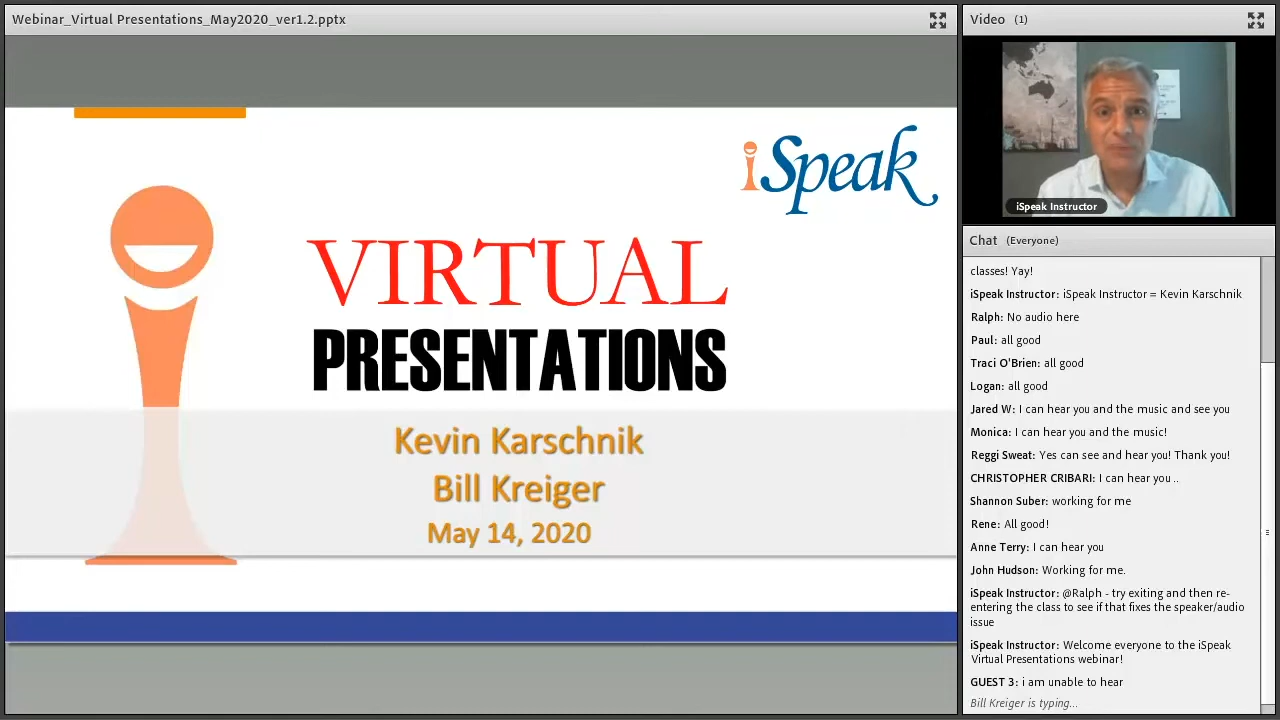 Webinar_Virtual Presentations_May2020_ver1.2.pptx
iSpeak
VIRTUAL
PRESENTATIONS
Kevin Karschnik
Bill Kreiger
May 14, 2020
Video (1)
iSpeak Instructor
Chat (Everyone)
classes! Yay!
iSpeak Instructor: iSpeak Instructor = Kevin Karschnik
Ralph: No audio here
Paul: all good
Traci O'Brien: all good
Logan: all good
Jared W: I can hear you and the music and see you
Monica: I can hear you and the music!
Reggi Sweat: Yes can see and hear you! Thank you!
CHRISTOPHER CRIBARI: I can hear you ..
Shannon Suber: working for me
Rene: All good!
Anne Terry: I can hear you
John Hudson: Working for me.
iSpeak Instructor: @Ralph - try exiting and then re-
entering the class to see if that fixes the speaker/audio
issue
iSpeak Instructor: Welcome everyone to the iSpeak
Virtual Presentations webinar!
GUEST 3: i am unable to hear
Bill Kreiger is typing...